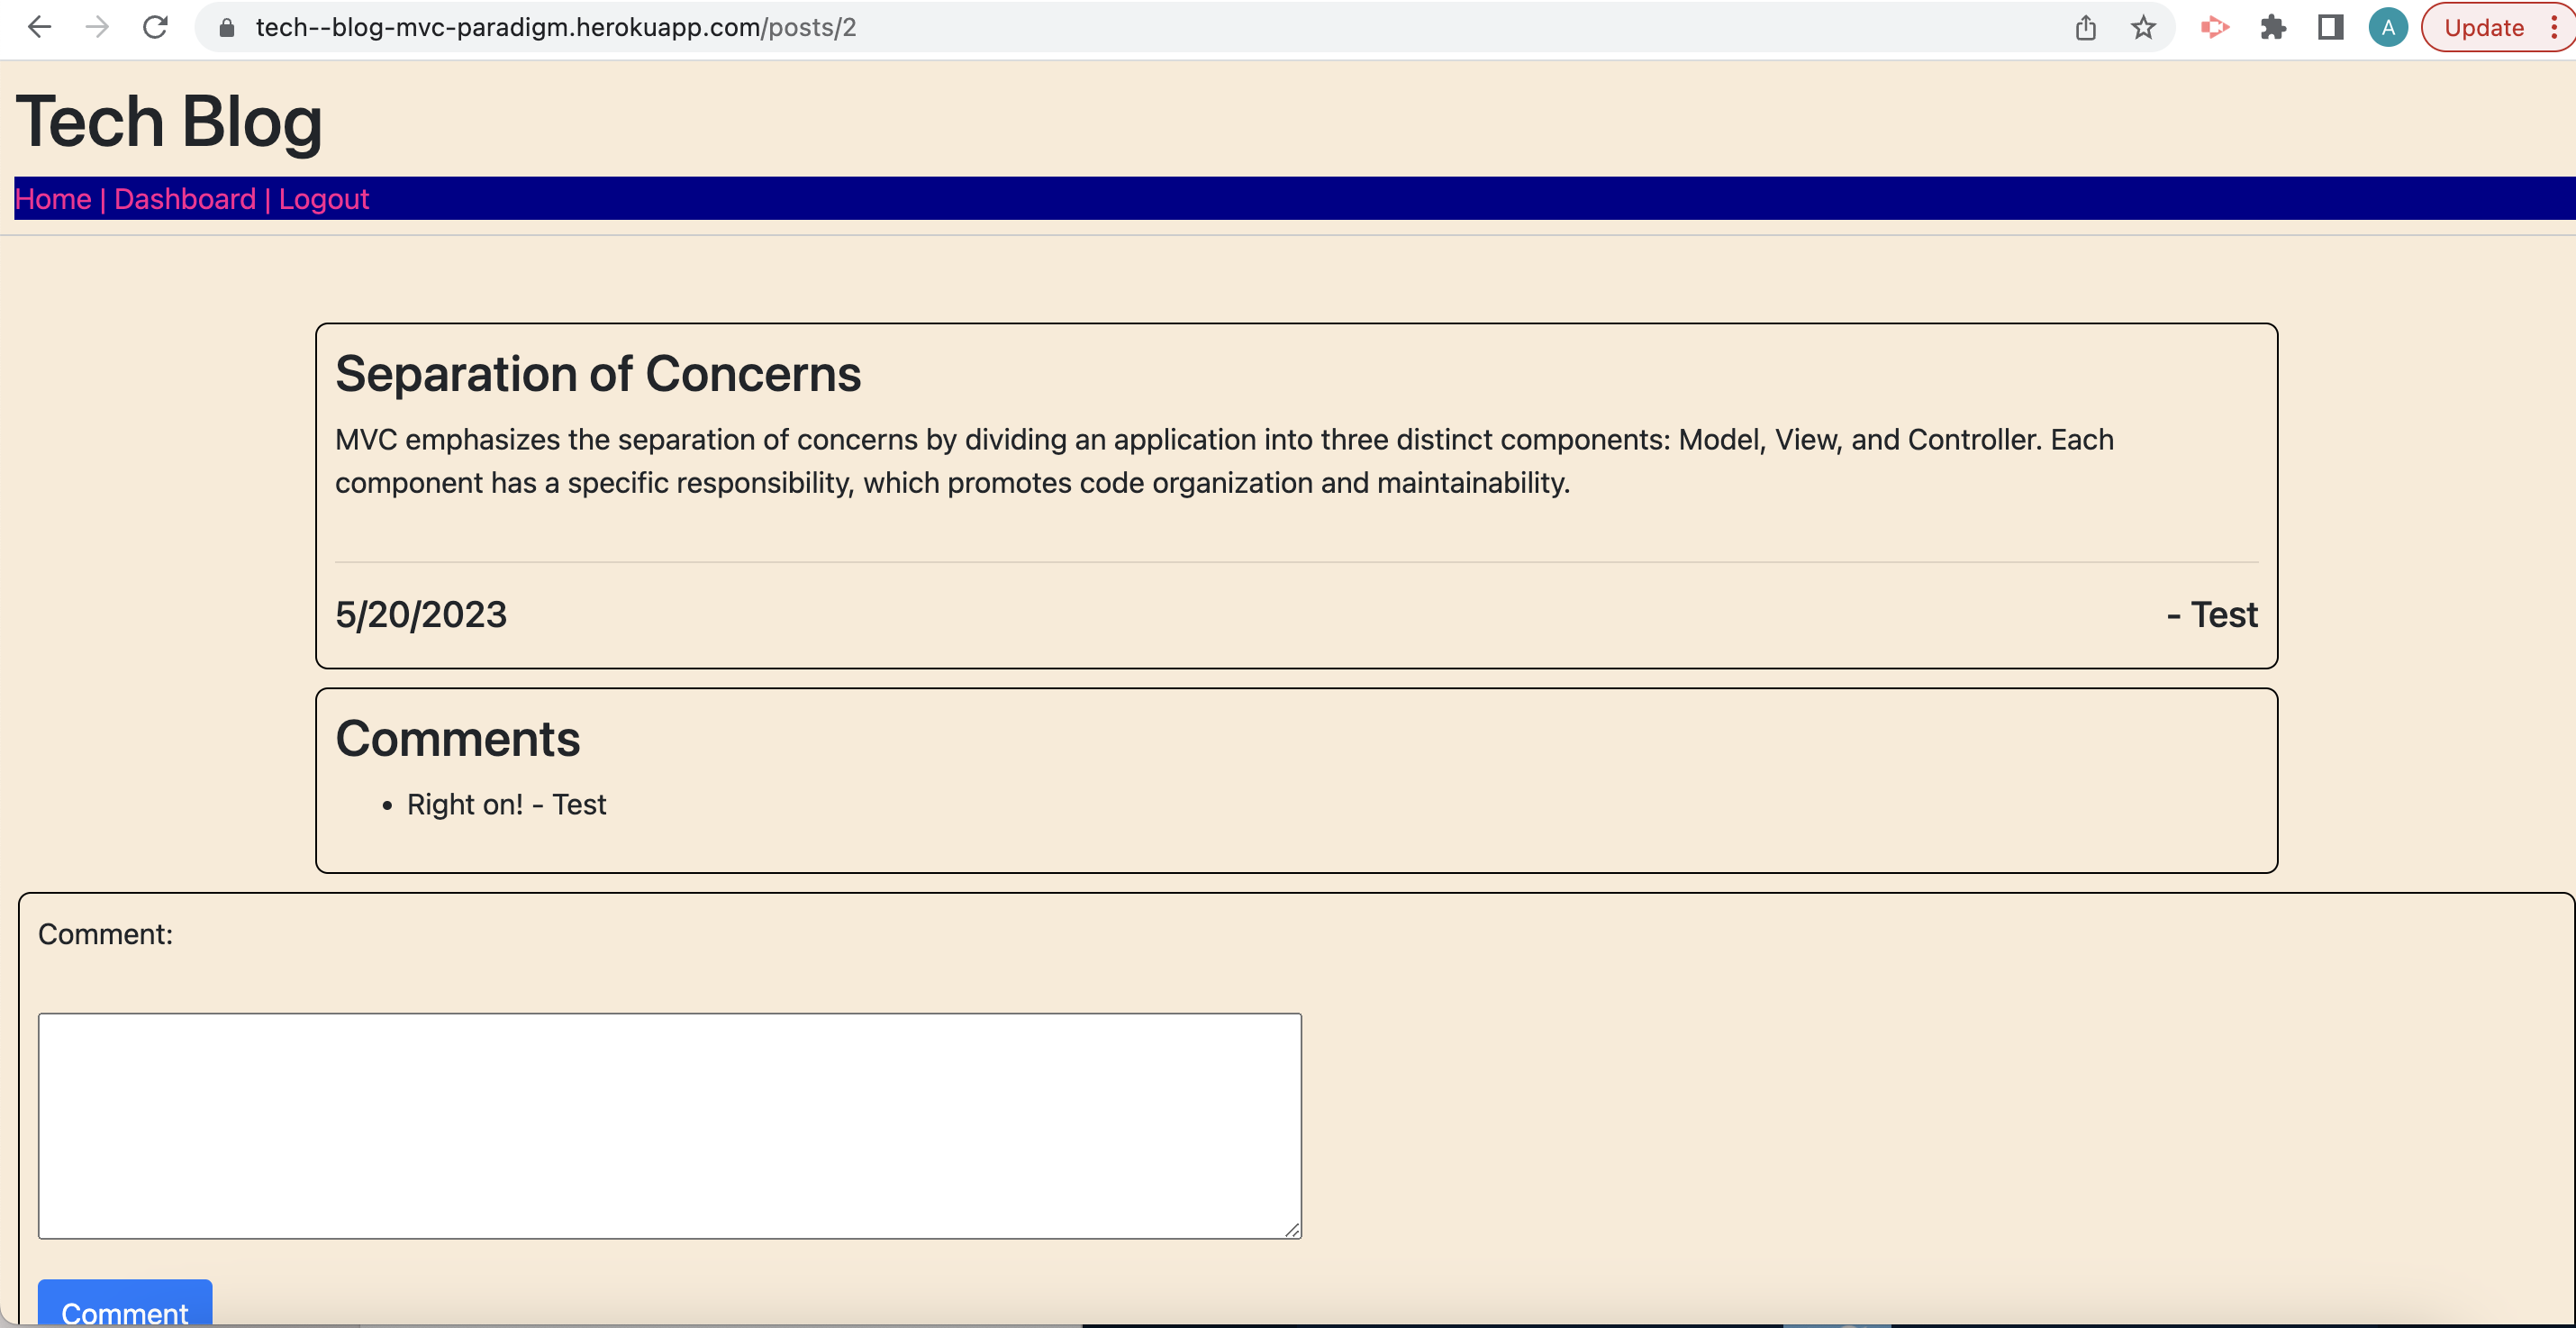 tech--blog-mvc-paradigm.herokuapp.com/posts/2
A
Update
Tech Blog
Home | Dashboard | Logout
Separation of Concerns
MVC emphasizes the separation of concerns by dividing an application into three distinct components: Model, View, and Controller. Each
component has a specific responsibility, which promotes code organization and maintainability.
5/20/2023
- Test
Comments
• Right on! - Test
Comment:
Comment